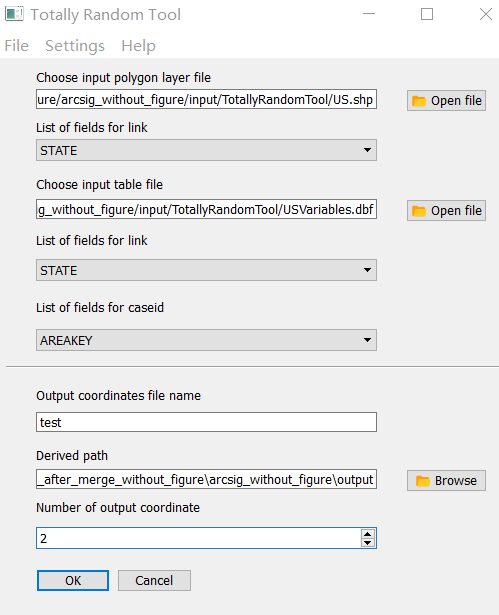 Totally Random Tool
File Settings Help
Choose input polygon layer file
ure/arcsig_without_figure/input/TotallyRandomTool/US.shp
Open file
List of fields for link
STATE
Choose input table file
g_without_figure/input/TotallyRandomTool/USVariables.dbf
Open file
List of fields for link
STATE
List of fields for caseid
AREAKEY
Output coordinates file name
test
Derived path
_after_merge_without_figure\arcsig_without_figure\output
Browse
Number of output coordinate
2
OK Cancel